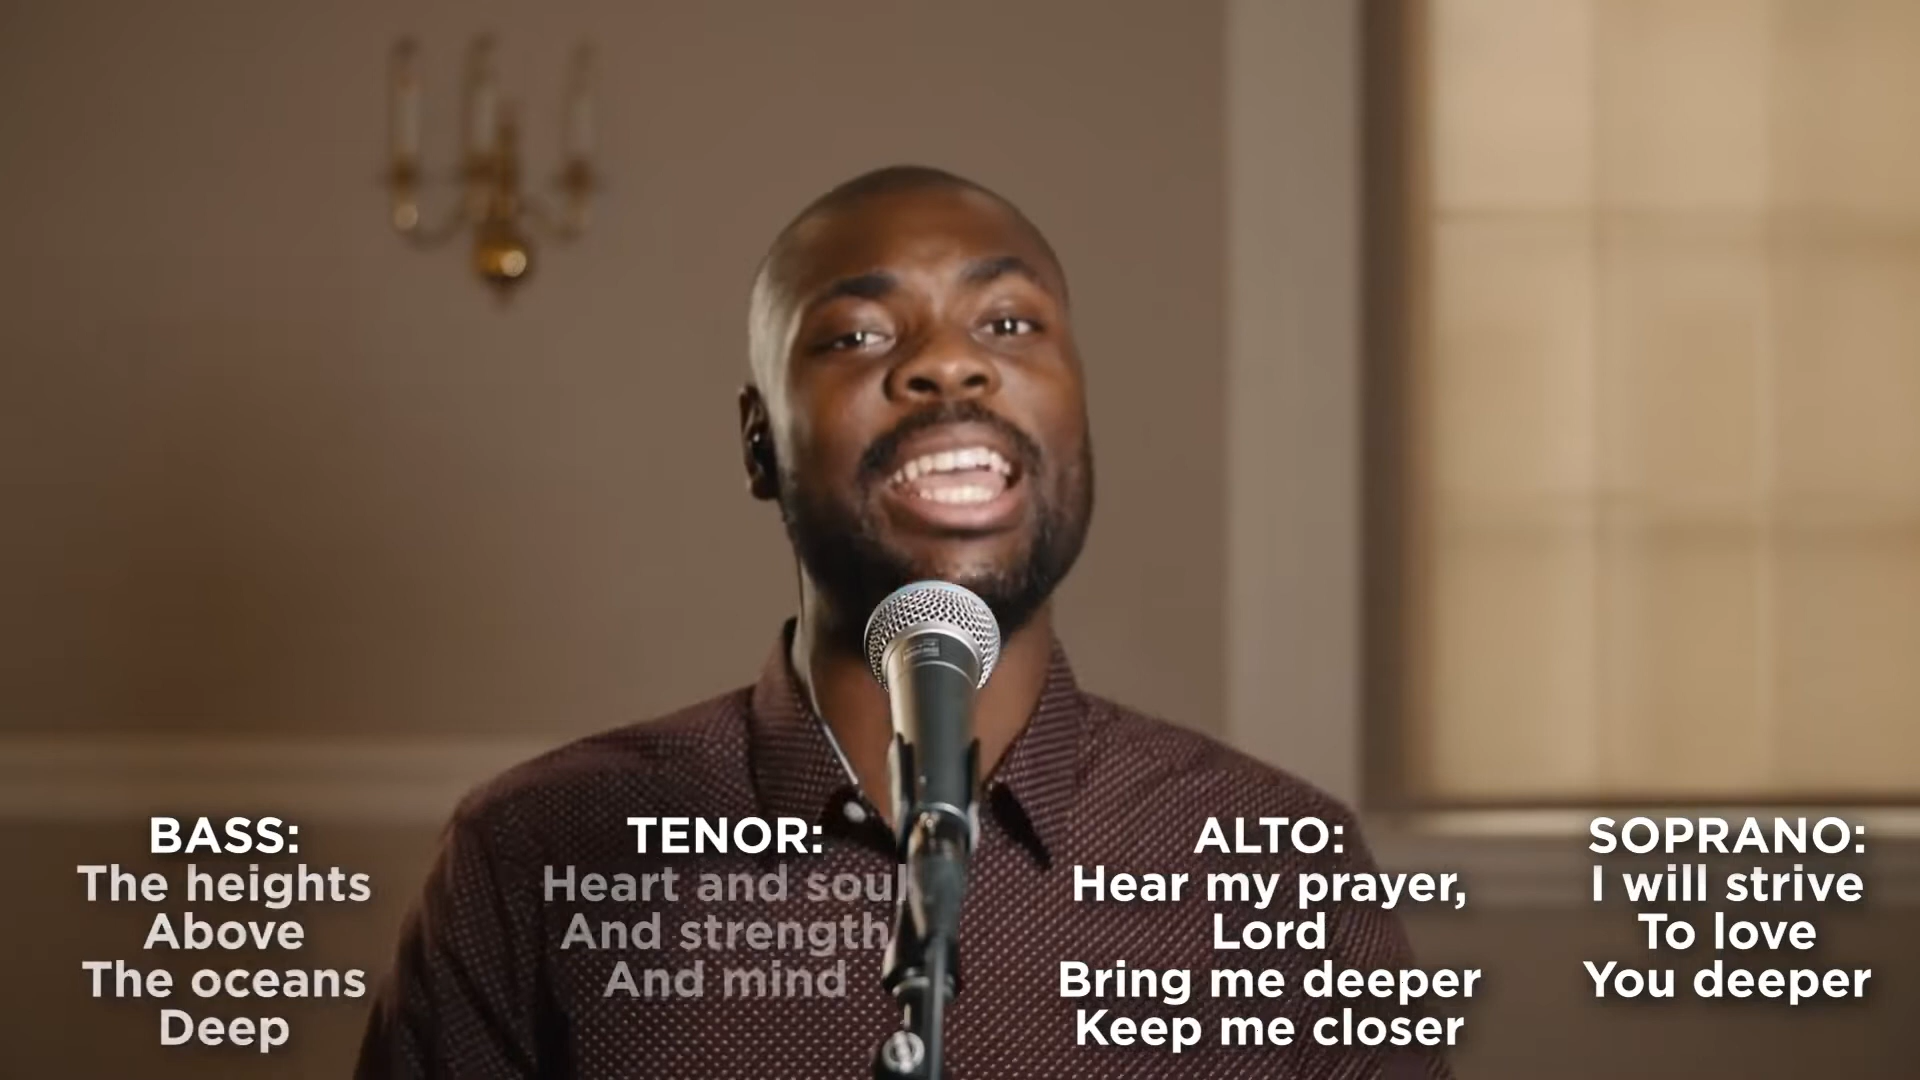 BASS:
The heights
Above
The oceans
Deep
TENOR:
Heart and soul
And strength
And mind
ALTO:
Hear my prayer,
Lord
Bring me deeper
Keep me closer
SOPRANO:
I will strive
To love
You deeper